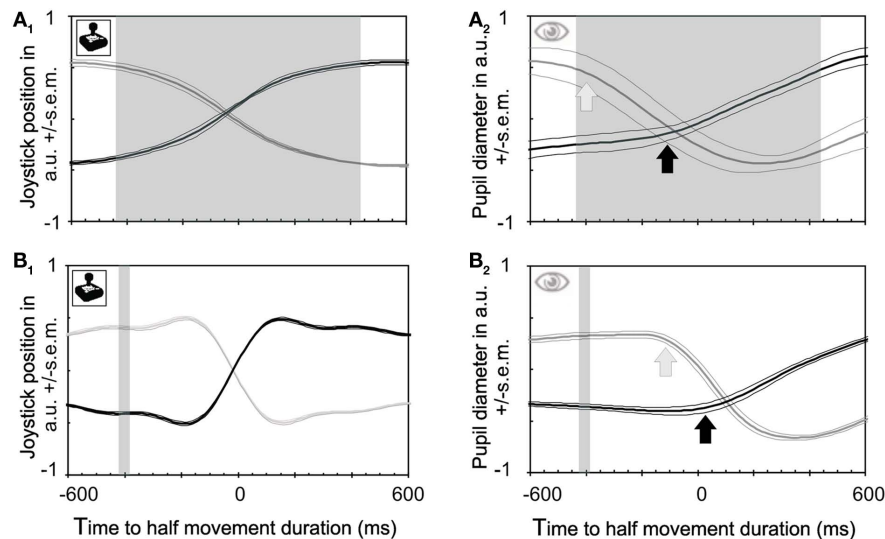 A1
1
Joystick position in
a.u. +/-s.e.m.
-1
A2
1
Pupil diameter in a.u.
+/-s.e.m.
-1
B1
1
Joystick position in
a.u. +/-s.e.m.
-1
-600 0 600
Time to half movement duration (ms)
B2
1
Pupil diameter in a.u.
+/-s.e.m.
-1
-600 0 600
Time to half movement duration (ms)